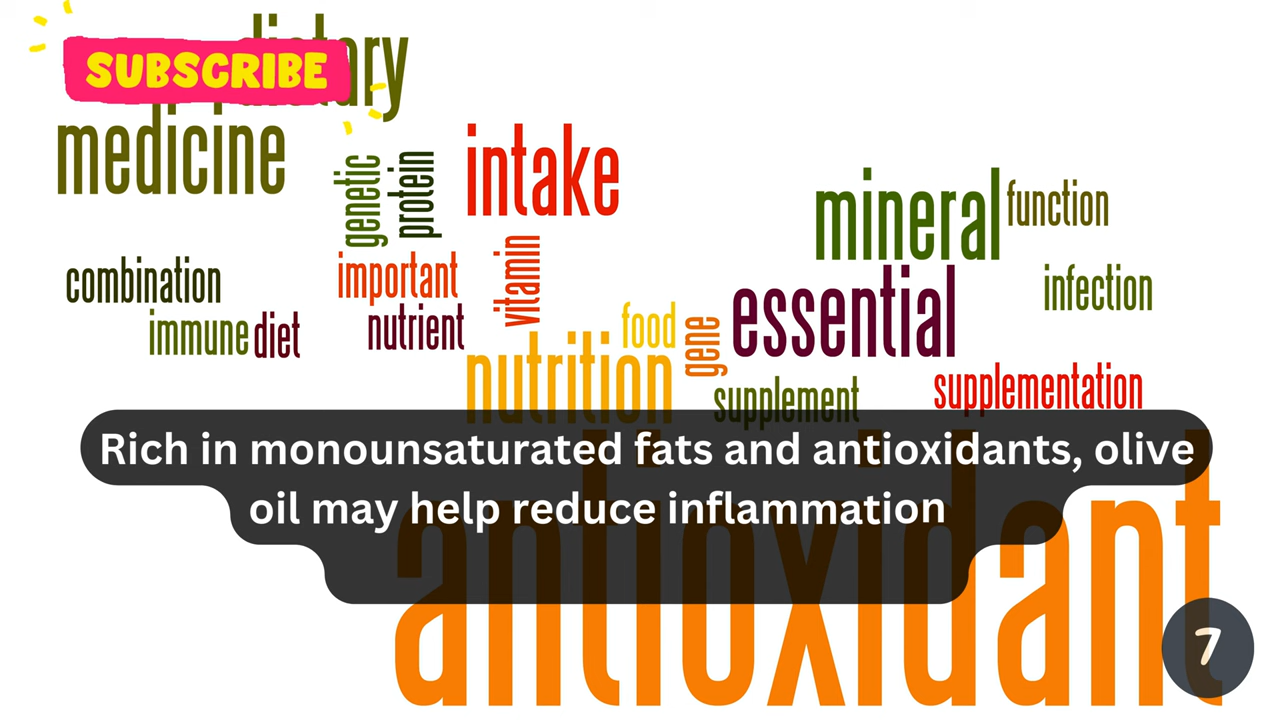 dietary
SUBSCRIBE
medicine
genetic
protein
intake
mineral
function
combination
important
vitamin
essential
infection
immune
diet
nutrient
food
gene
nutrition
supplement
supplementation
Rich in monounsaturated fats and antioxidants, olive
oil may help reduce inflammation
antioxidant
7